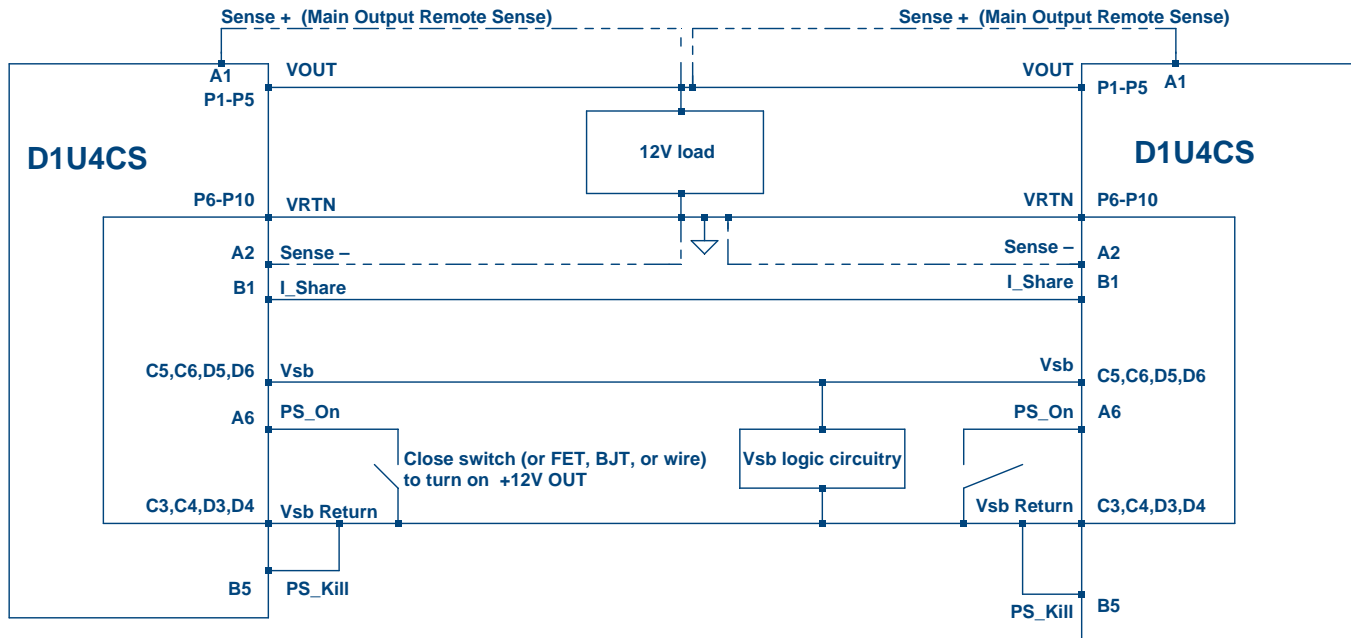 Sense + (Main Output Remote Sense)
Sense + (Main Output Remote Sense)
A1
VOUT
VOUT
A1
P1-P5
P1-P5
D1U4CS
12V load
D1U4CS
P6-P10
VRTN
VRTN
P6-P10
A2
Sense –
Sense –
A2
B1
I_Share
I_Share
B1
C5,C6,D5,D6
Vsb
Vsb
C5,C6,D5,D6
A6
PS_On
PS_On
A6
Close switch (or FET, BJT, or wire)
to turn on +12V OUT
Vsb logic circuitry
C3,C4,D3,D4
Vsb Return
Vsb Return
C3,C4,D3,D4
B5
PS_Kill
PS_Kill
B5